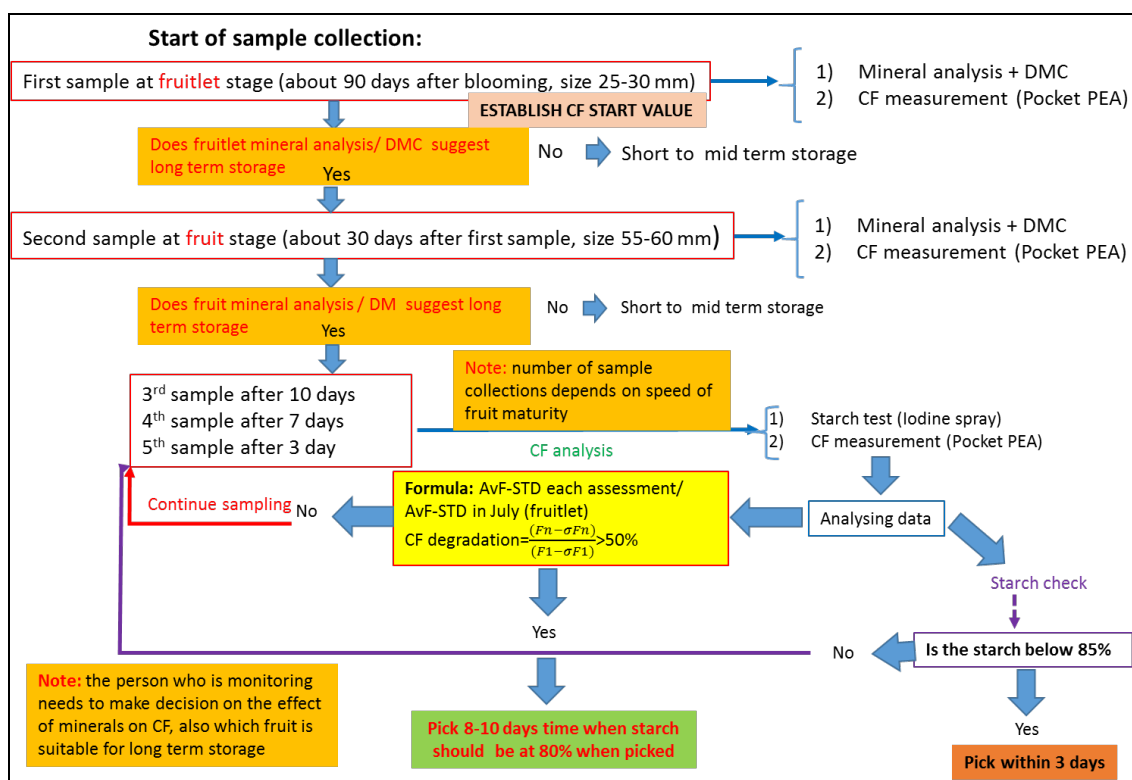 Start of sample collection:
First sample at fruitlet stage (about 90 days after blooming, size 25-30 mm)
1) Mineral analysis + DMC
2) CF measurement (Pocket PEA)
ESTABLISH CF START VALUE
Does fruitlet mineral analysis/ DMC suggest
long term storage
Yes
No
Short to mid term storage
Second sample at fruit stage (about 30 days after first sample, size 55-60 mm)
1) Mineral analysis + DMC
2) CF measurement (Pocket PEA)
Does fruit mineral analysis / DM suggest long
term storage
Yes
No
Short to mid term storage
3rd sample after 10 days
4th sample after 7 days
5th sample after 3 day
Note: number of sample
collections depends on speed of
fruit maturity
CF analysis
1) Starch test (Iodine spray)
2) CF measurement (Pocket PEA)
Continue sampling
No
Formula: AvF-STD each assessment/
AvF-STD in July (fruitlet)
CF degradation=(Fn−σFn)/(F1−σF1)>50%
Analysing data
Starch check
Yes
No
Is the starch below 85%
Note: the person who is monitoring
needs to make decision on the effect
of minerals on CF, also which fruit is
suitable for long term storage
Pick 8-10 days time when starch
should be at 80% when picked
Yes
Pick within 3 days